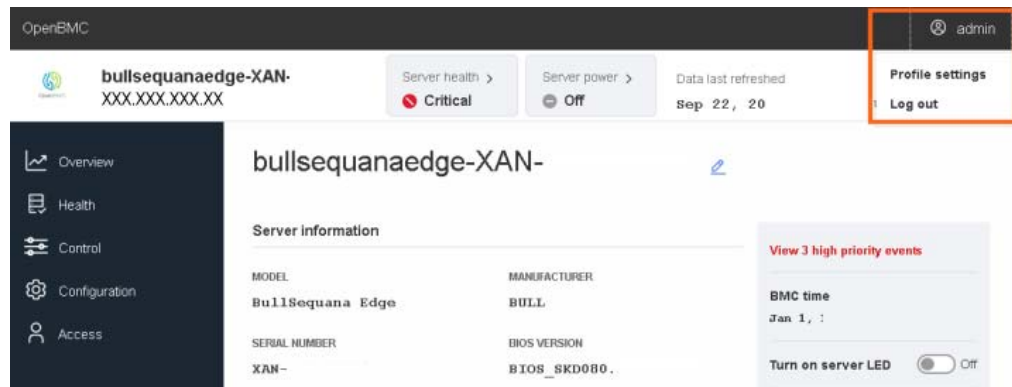 OpenBMC
admin
bullsequanaedge-XAN-
XXX.XXX.XXX.XX
Server health >
Critical
Server power >
Off
Data last refreshed
Sep 22, 20
Profile settings
Log out
Overview
Health
Control
Configuration
Access
bullsequanaedge-XAN-
Server information
MODEL
MANUFACTURER
BullSequana Edge
BULL
SERIAL NUMBER
BIOS VERSION
XAN-
BIOS_SKD080.
View 3 high priority events
BMC time
Jan 1, :
Turn on server LED
Off